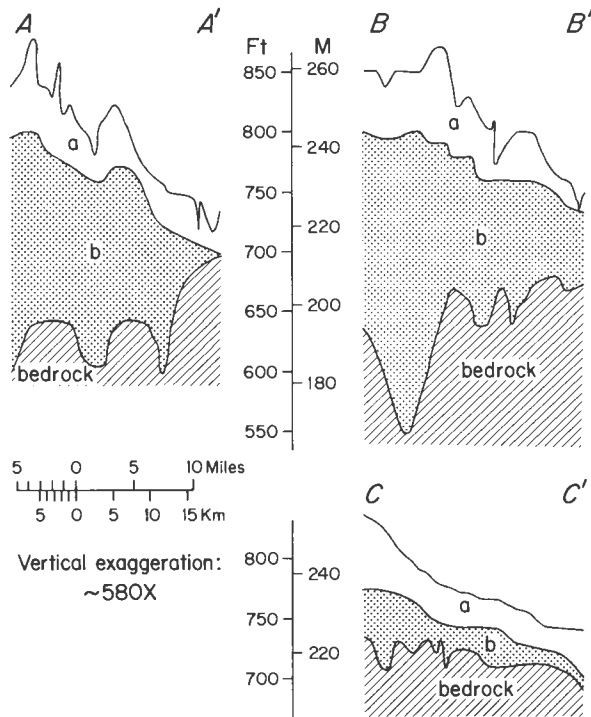 A A' B B'
Ft M
850 260
800 240
750
220
700
650 200
600 180
550
a
b
bedrock
a
b
bedrock
5 0 5 10 Miles
5 0 5 10 15 Km
Vertical exaggeration:
~580X
C C'
800
240
750
220
700
a
b
bedrock